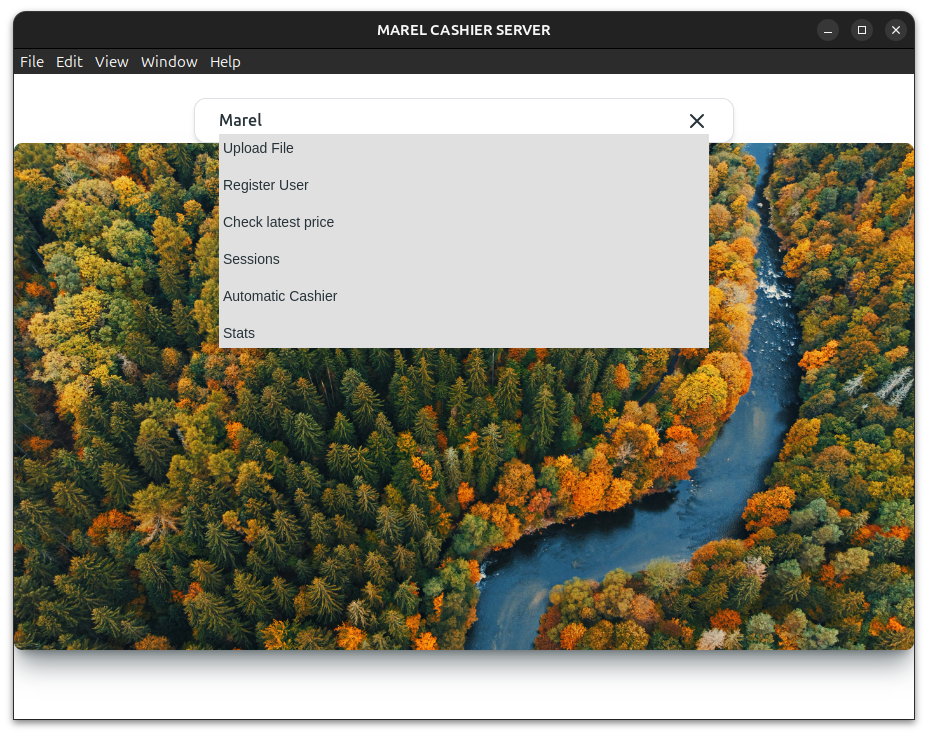 MAREL CASHIER SERVER
File Edit View Window Help
Marel
Upload File
Register User
Check latest price
Sessions
Automatic Cashier
Stats